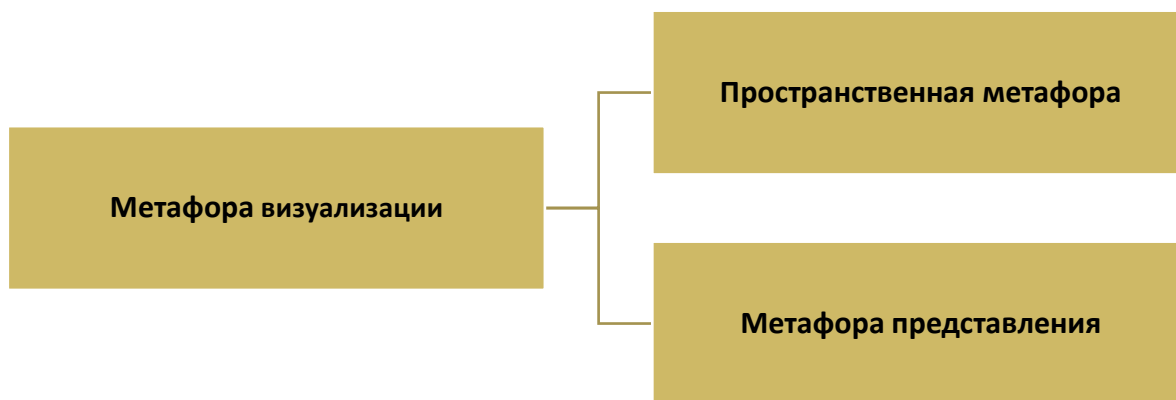 Пространственная метафора
Метафора визуализации
Метафора представления